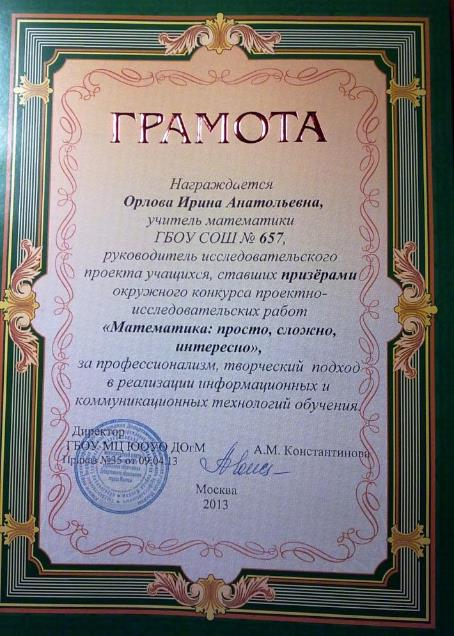 ГРАМОТА
Награждается
Орлова Ирина Анатольевна,
учитель математики
ГБОУ СОШ № 657,
руководитель исследовательского
проекта учащихся, ставших призёрами
окружного конкурса проектно-
исследовательских работ
«Математика: просто, сложно,
интересно»,
за профессионализм, творческий подход
в реализации информационных и
коммуникационных технологий обучения.
Директор
ГБОУ МЦ ЮОУО ДОгМ
А.М. Константинова
Приказ №35 от 09.04.13
Москва
2013